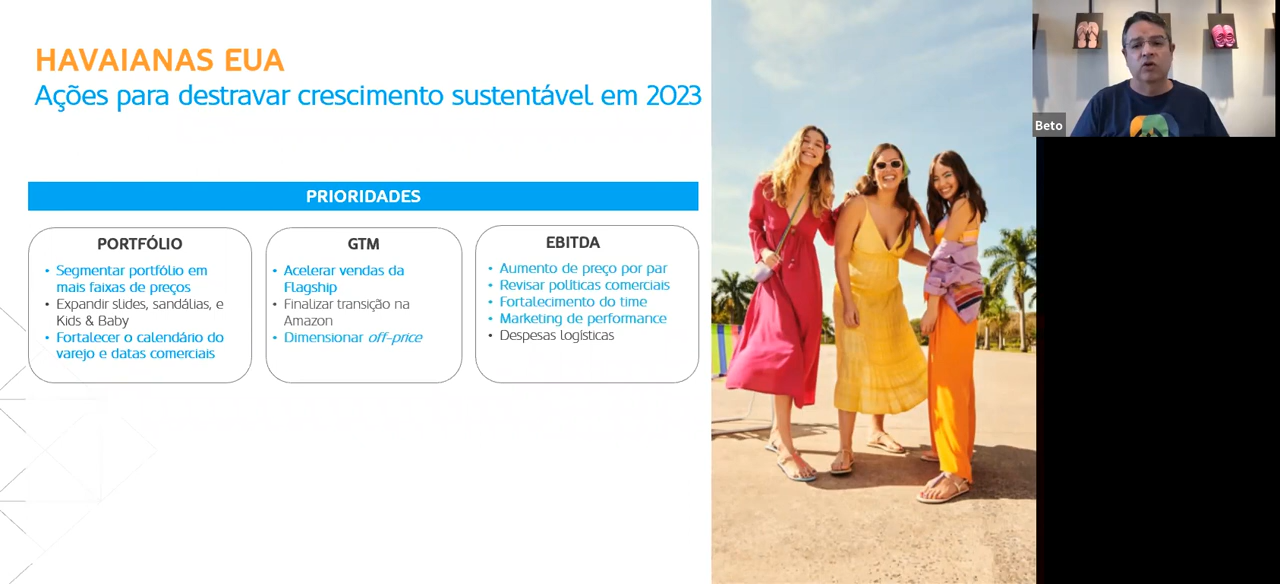 HAVAIANAS EUA
Ações para destravar crescimento sustentável em 2023
PRIORIDADES
PORTFÓLIO
• Segmentar portfólio em
mais faixas de preços
• Expandir slides, sandálias, e
Kids & Baby
• Fortalecer o calendário do
varejo e datas comerciais
GTM
• Acelerar vendas da
Flagship
• Finalizar transição na
Amazon
• Dimensionar off-price
EBITDA
• Aumento de preço por par
• Revisar políticas comerciais
• Fortalecimento do time
• Marketing de performance
• Despesas logísticas
Beto